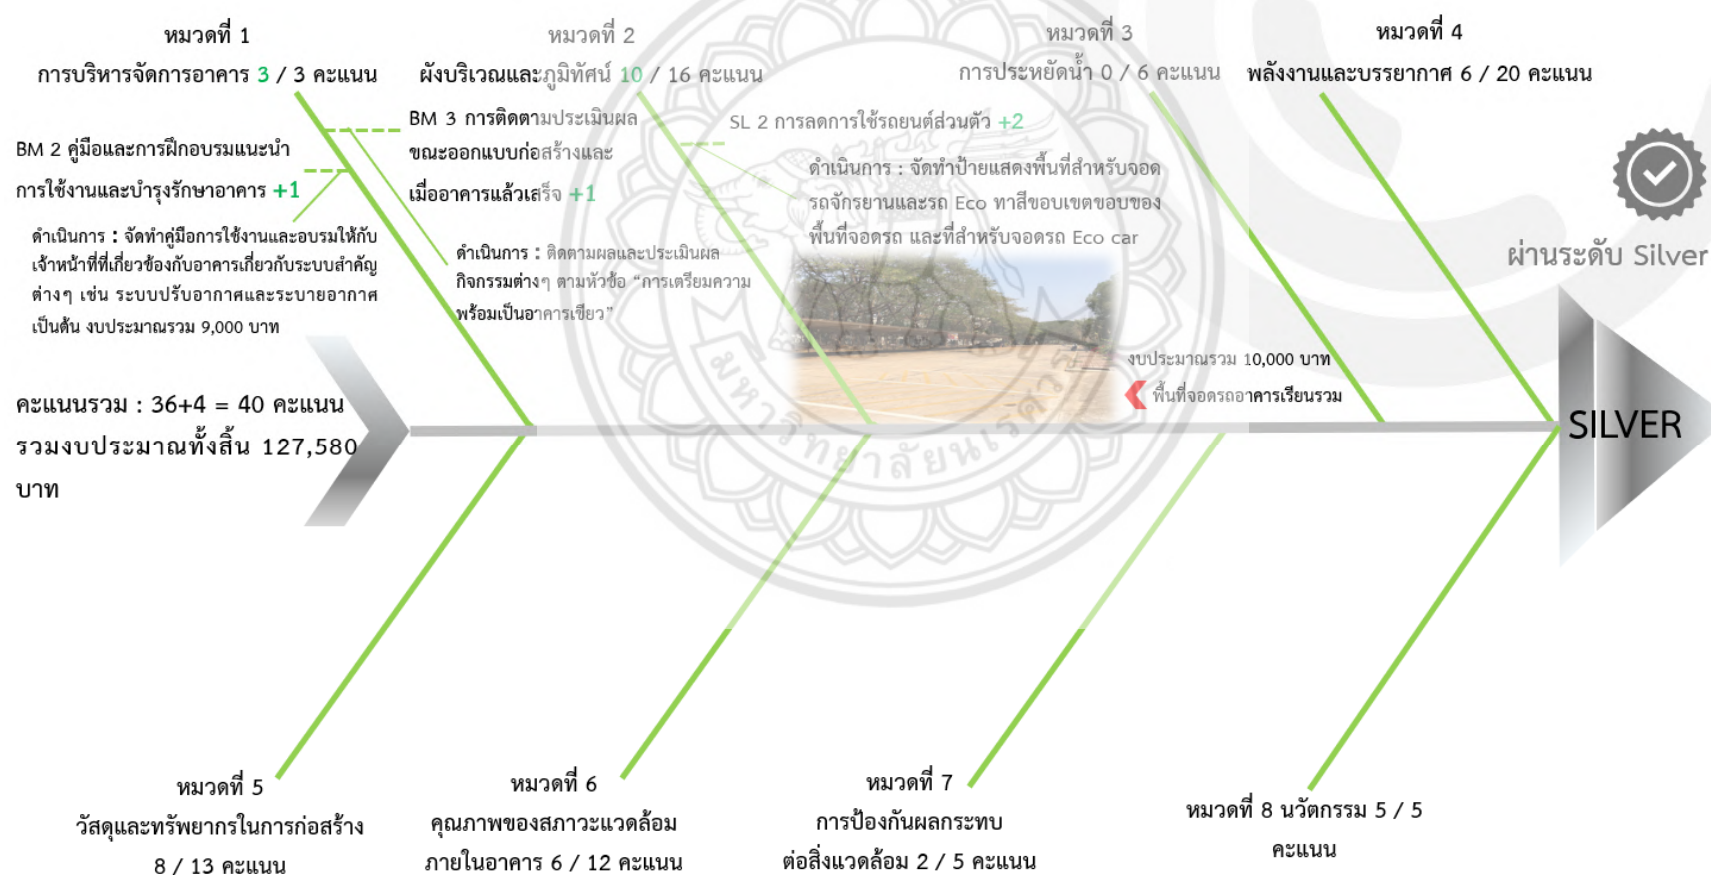 หมวดที่ 1
การบริหารจัดการอาคาร 3 / 3 คะแนน
หมวดที่ 2
ผังบริเวณและภูมิทัศน์ 10 / 16 คะแนน
หมวดที่ 3
การประหยัดน้ำ 0 / 6 คะแนน
หมวดที่ 4
พลังงานและบรรยากาศ 6 / 20 คะแนน
BM 2 คู่มือและการฝึกอบรมแนะนำ
การใช้งานและบำรุงรักษาอาคาร +1
ดำเนินการ : จัดทำคู่มือการใช้งานและอบรมให้กับ
เจ้าหน้าที่ที่เกี่ยวข้องกับอาคารเกี่ยวกับระบบสำคัญ
ต่างๆ เช่น ระบบปรับอากาศและระบายอากาศ
เป็นต้น งบประมาณรวม 9,000 บาท
BM 3 การติดตามประเมินผล
ขณะออกแบบก่อสร้างและ
เมื่ออาคารแล้วเสร็จ +1
ดำเนินการ : ติดตามผลและประเมินผล
กิจกรรมต่างๆ ตามหัวข้อ “การเตรียมความ
พร้อมเป็นอาคารเขียว”
SL 2 การลดการใช้รถยนต์ส่วนตัว +2
ดำเนินการ : จัดทำป้ายแสดงพื้นที่สำหรับจอด
รถจักรยานและรถ Eco ทาสีขอบเขตขอบของ
พื้นที่จอดรถ และที่สำหรับจอดรถ Eco car
งบประมาณรวม 10,000 บาท
พื้นที่จอดรถอาคารเรียนรวม
ผ่านระดับ Silver
SILVER
คะแนนรวม : 36+4 = 40 คะแนน
รวมงบประมาณทั้งสิ้น 127,580
บาท
มหาวิทยาลัยนเรศวร
หมวดที่ 5
วัสดุและทรัพยากรในการก่อสร้าง
8 / 13 คะแนน
หมวดที่ 6
คุณภาพของสภาวะแวดล้อม
ภายในอาคาร 6 / 12 คะแนน
หมวดที่ 7
การป้องกันผลกระทบ
ต่อสิ่งแวดล้อม 2 / 5 คะแนน
หมวดที่ 8 นวัตกรรม 5 / 5
คะแนน